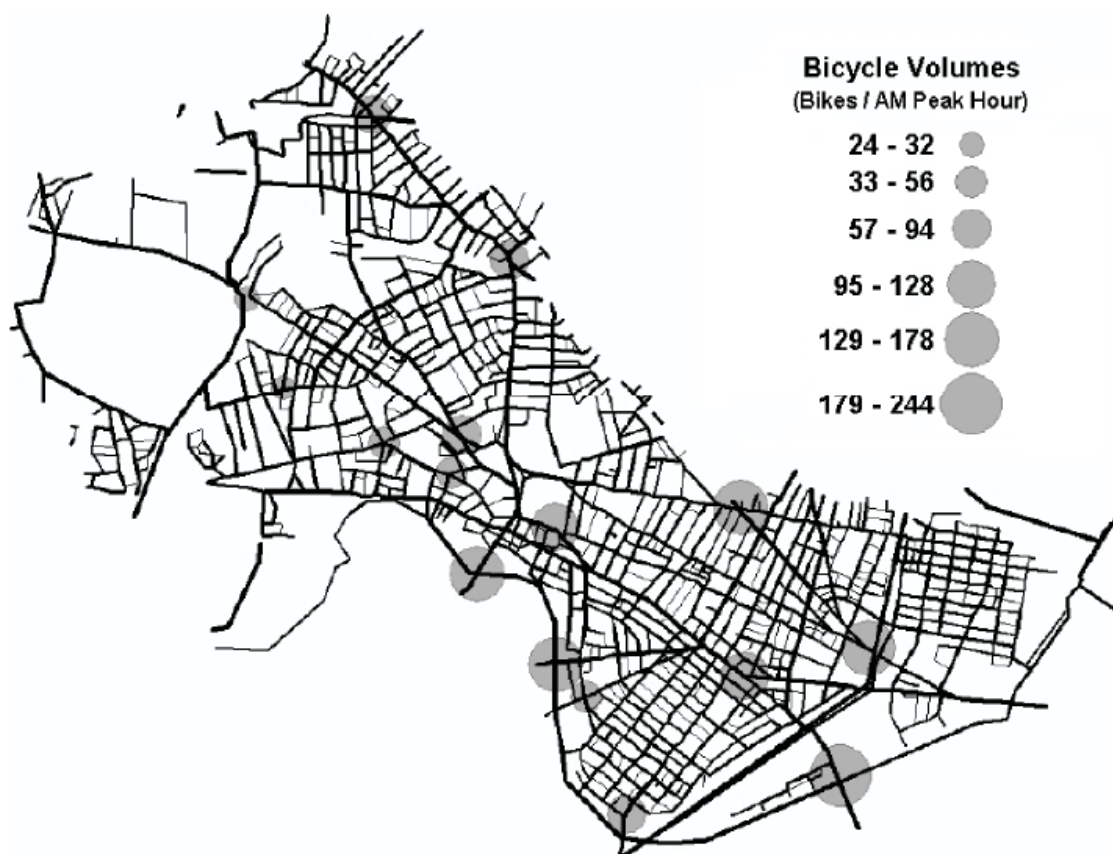 Bicycle Volumes
(Bikes / AM Peak Hour)
24 - 32
33 - 56
57 - 94
95 - 128
129 - 178
179 - 244